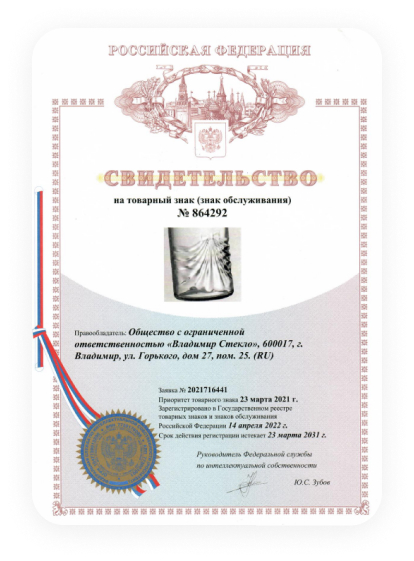 РОССИЙСКАЯ ФЕДЕРАЦИЯ
СВИДЕТЕЛЬСТВО
на товарный знак (знак обслуживания)
№ 864292
Правообладатель: Общество с ограниченной
ответственностью «Владимир Стекло», 600017, г.
Владимир, ул. Горького, дом 27, пом. 25. (RU)
Заявка № 2021716441
Приоритет товарного знака 23 марта 2021 г.
Зарегистрировано в Государственном реестре
товарных знаков и знаков обслуживания
Российской Федерации 14 апреля 2022 г.
Срок действия регистрации истекает 23 марта 2031 г.
Руководитель Федеральной службы
по интеллектуальной собственности
Ю.С. Зубов